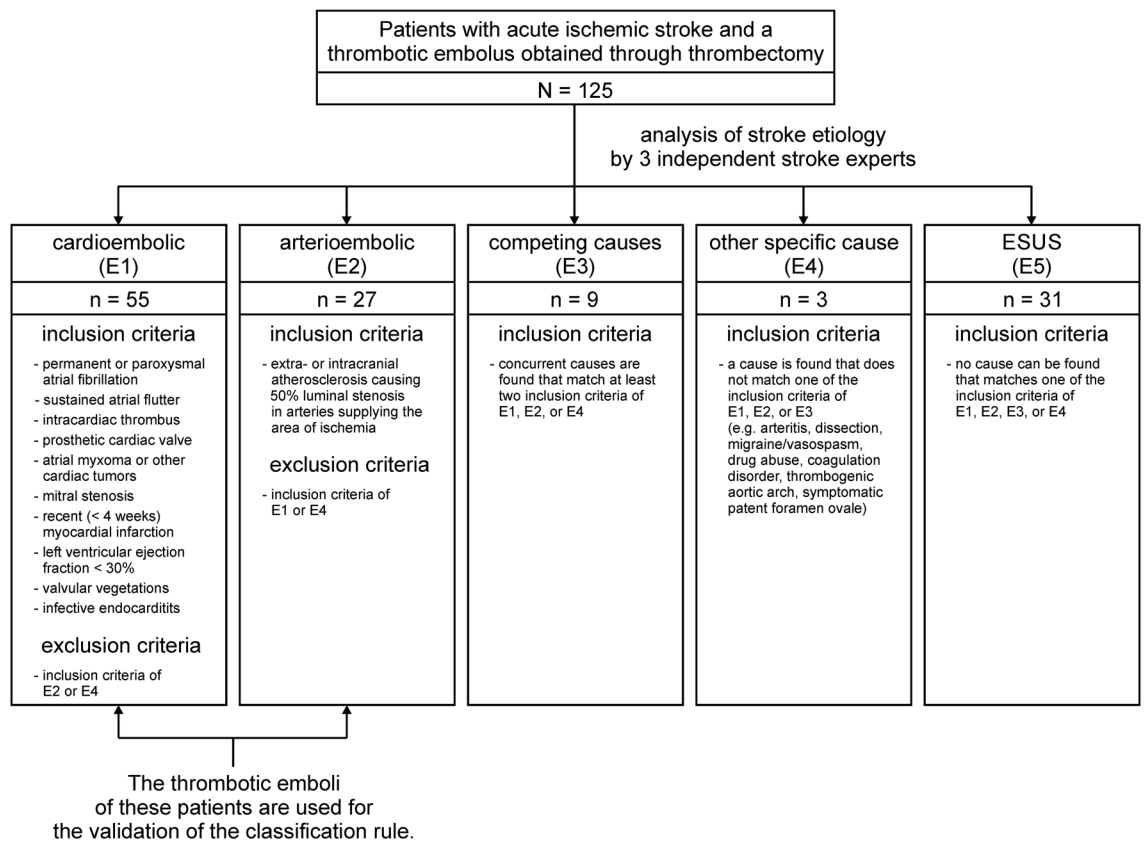 Patients with acute ischemic stroke and a
thrombotic embolus obtained through thrombectomy
N = 125
analysis of stroke etiology
by 3 independent stroke experts
cardioembolic
(E1)
n = 55
inclusion criteria
- permanent or paroxysmal
atrial fibrillation
- sustained atrial flutter
- intracardiac thrombus
- prosthetic cardiac valve
- atrial myxoma or other
cardiac tumors
- mitral stenosis
- recent (< 4 weeks)
myocardial infarction
- left ventricular ejection
fraction < 30%
- valvular vegetations
- infective endocarditits
exclusion criteria
- inclusion criteria of
E2 or E4
arterioembolic
(E2)
n = 27
inclusion criteria
- extra- or intracranial
atherosclerosis causing
50% luminal stenosis
in arteries supplying the
area of ischemia
exclusion criteria
- inclusion criteria of
E1 or E4
competing causes
(E3)
n = 9
inclusion criteria
- concurrent causes are
found that match at least
two inclusion criteria of
E1, E2, or E4
other specific cause
(E4)
n = 3
inclusion criteria
- a cause is found that does
not match one of the
inclusion criteria of
E1, E2, or E3
(e.g. arteritis, dissection,
migraine/vasospasm,
drug abuse, coagulation
disorder, thrombogenic
aortic arch, symptomatic
patent foramen ovale)
ESUS
(E5)
n = 31
inclusion criteria
- no cause can be found
that matches one of the
inclusion criteria of
E1, E2, E3, or E4
The thrombotic emboli
of these patients are used for
the validation of the classification rule.